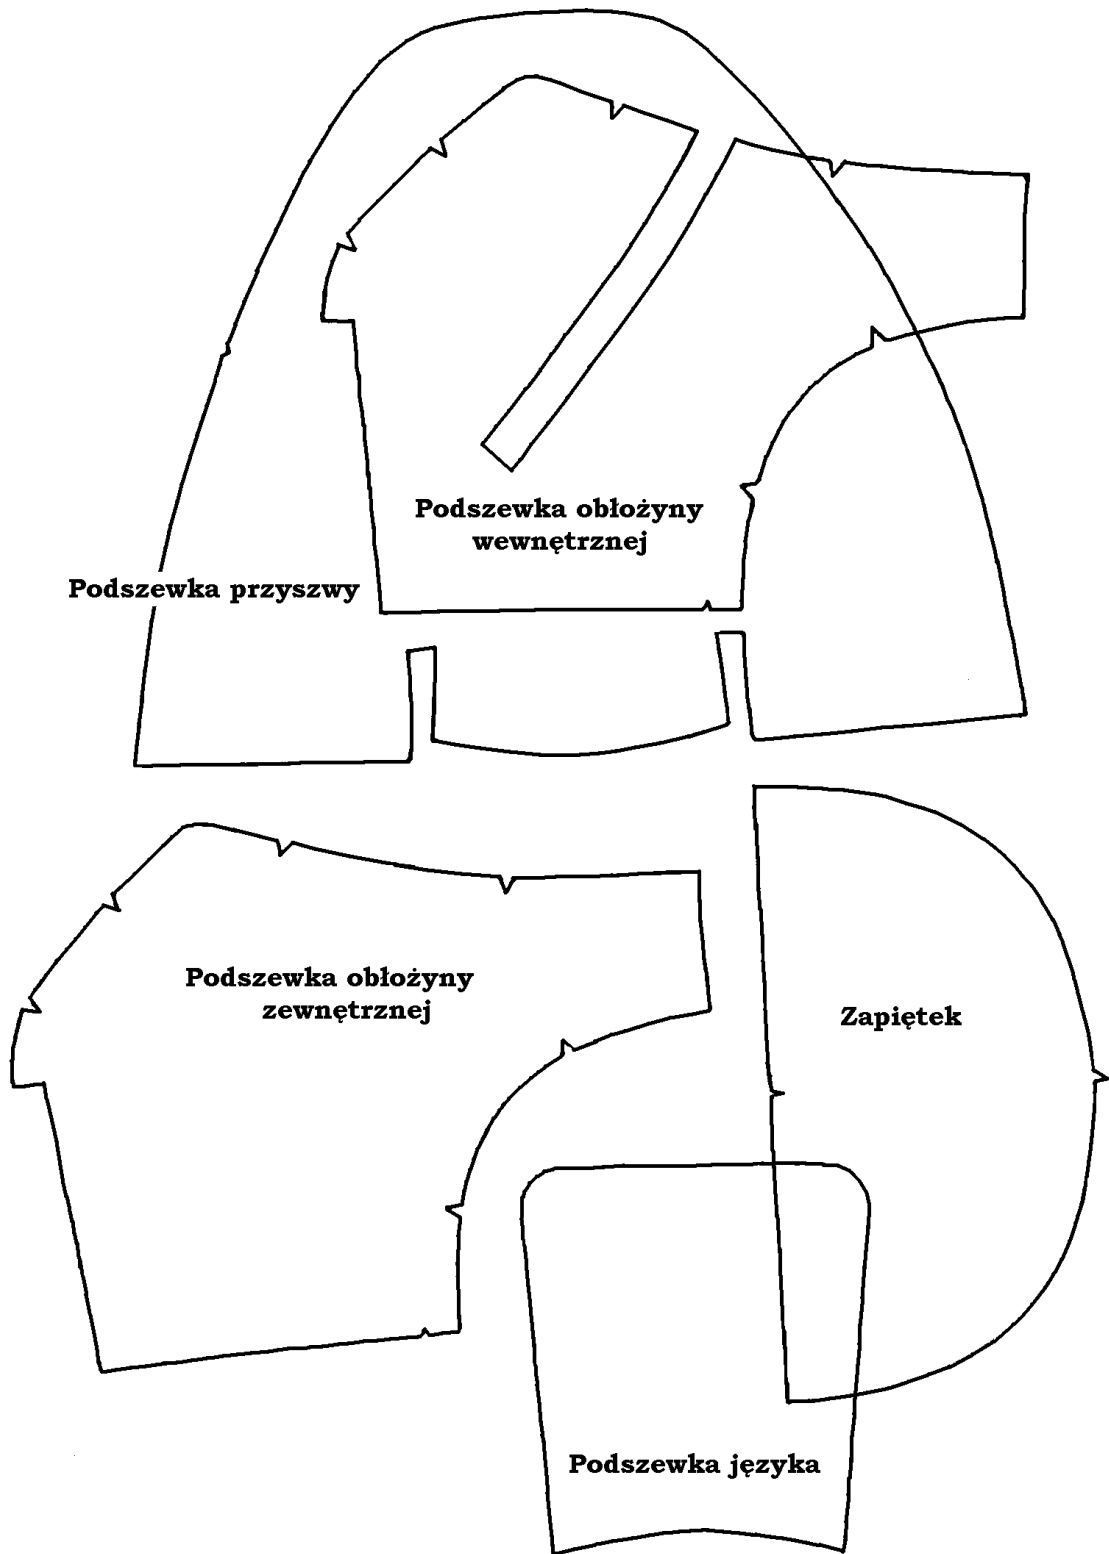 Podszewka obłożyny
wewnętrznej
Podszewka przyszwy
Podszewka obłożyny
zewnętrznej
Zapiętek
Podszewka języka